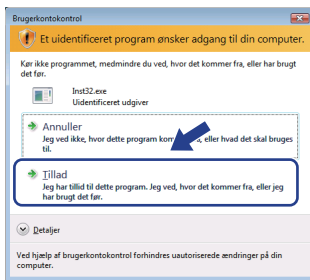 Brugerkontokontrol
Et uidentificeret program ønsker adgang til din computer.
Kør ikke programmet, medmindre du ved, hvor det kommer fra, eller har brugt
det før.
Inst32.exe
Uidentificeret udgiver
Annuller
Jeg ved ikke, hvor dette program kom a, eller hvad det skal bruges
til.
Tillad
Jeg har tillid til dette program. Jeg ved, hvor det kommer fra, eller jeg
har brugt det før.
Detaljer
Ved hjælp af brugerkontokontrol forhindres uautoriserede ændringer på din
computer.